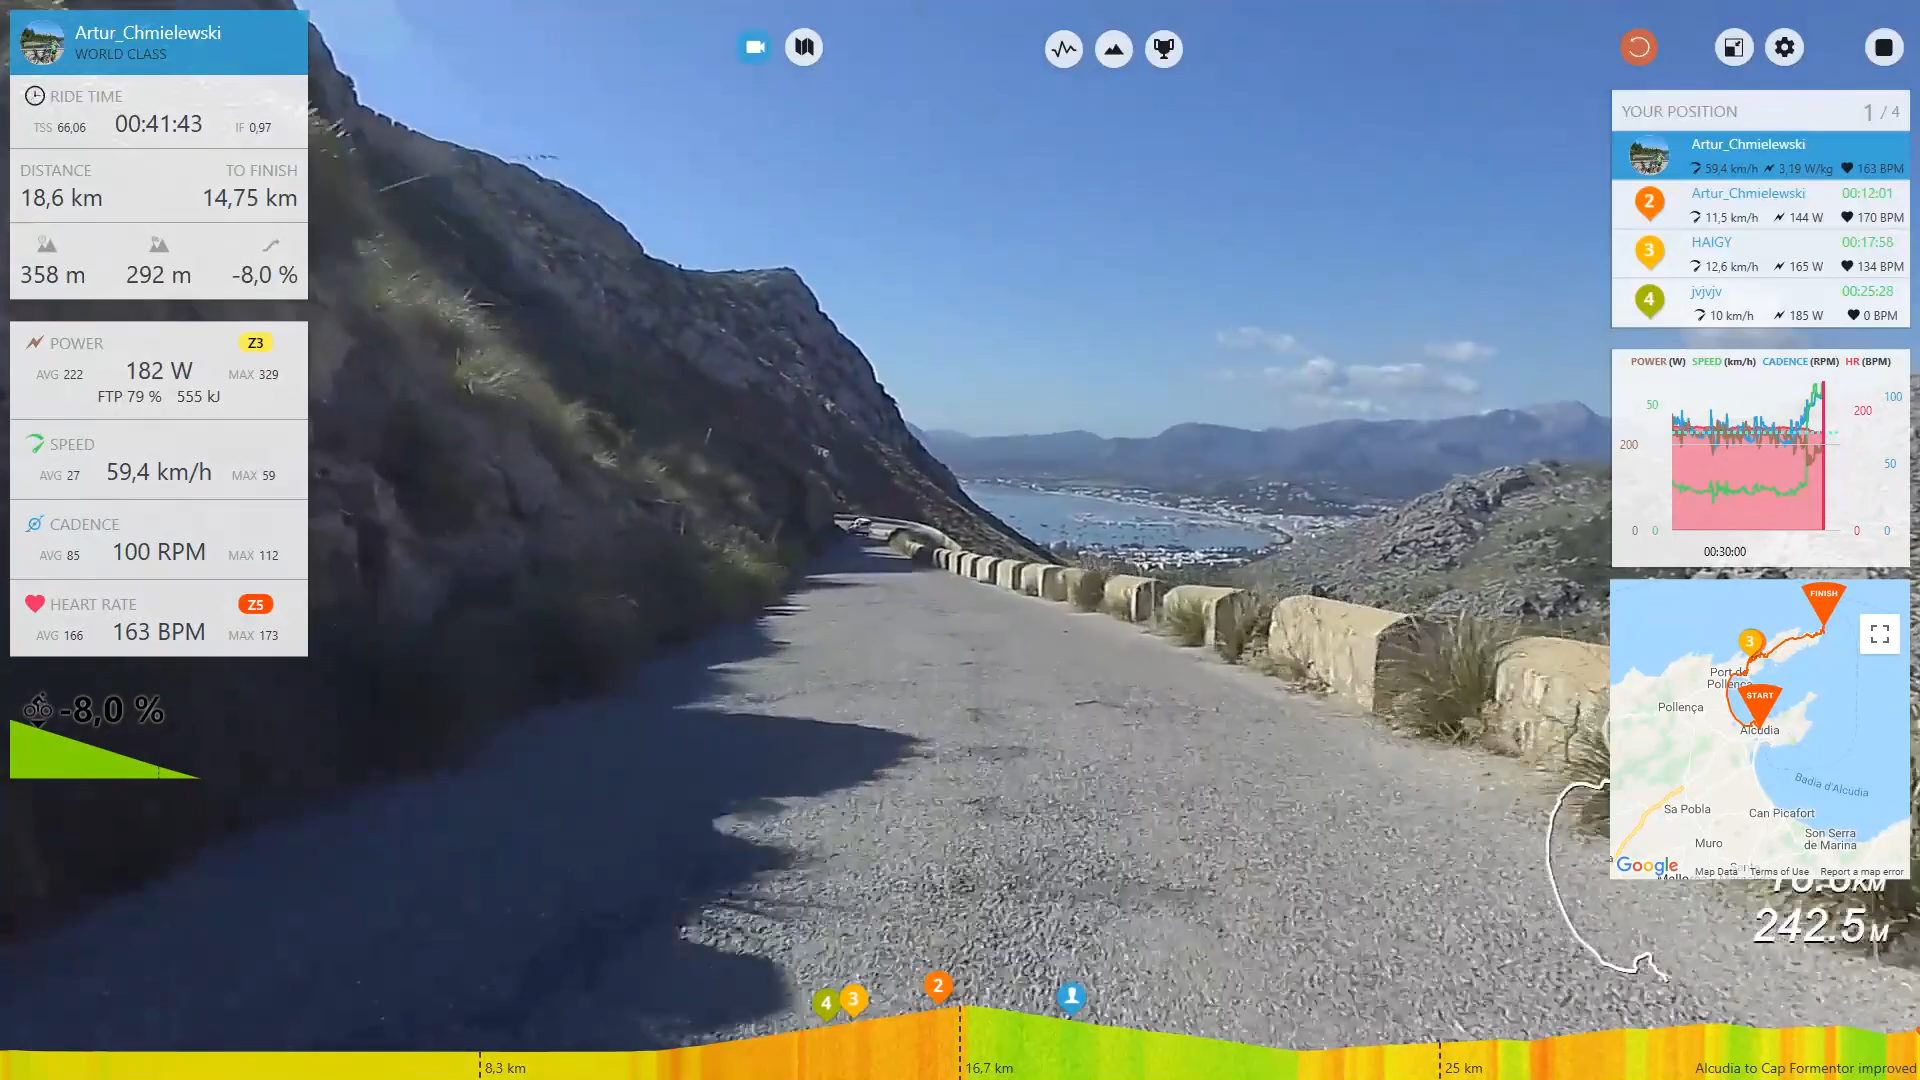 Artur_Chmielewski
WORLD CLASS
RIDE TIME
TSS 66,06 00:41:43 IF 0,97
DISTANCE TO FINISH
18,6 km 14,75 km
358 m 292 m -8,0 %
POWER Z3
AVG 222 182 W MAX 329
FTP 79 % 555 kJ
SPEED
AVG 27 59,4 km/h MAX 59
CADENCE
AVG 85 100 RPM MAX 112
HEART RATE Z5
AVG 166 163 BPM MAX 173
-8,0 %
YOUR POSITION 1 / 4
Artur_Chmielewski
59,4 km/h 3,19 W/kg 163 BPM
2 Artur_Chmielewski 00:12:01
11,5 km/h 144 W 170 BPM
3 HAIGY 00:17:58
12,6 km/h 165 W 134 BPM
4 jvjvjv 00:25:28
10 km/h 185 W 0 BPM
POWER (W) SPEED (km/h) CADENCE (RPM) HR (BPM)
50 200 100
200 50
0 0 0 0
00:30:00
FINISH
3
Port de
Pollença
START
Pollença
Alcúdia
Badia d'Alcúdia
Sa Pobla
Can Picafort
Son Serra
de Marina
Muro
Google
Map Data Terms of Use Report a map error
242.5 M
4 3 2
8,3 km 16,7 km 25 km
Alcudia to Cap Formentor improved